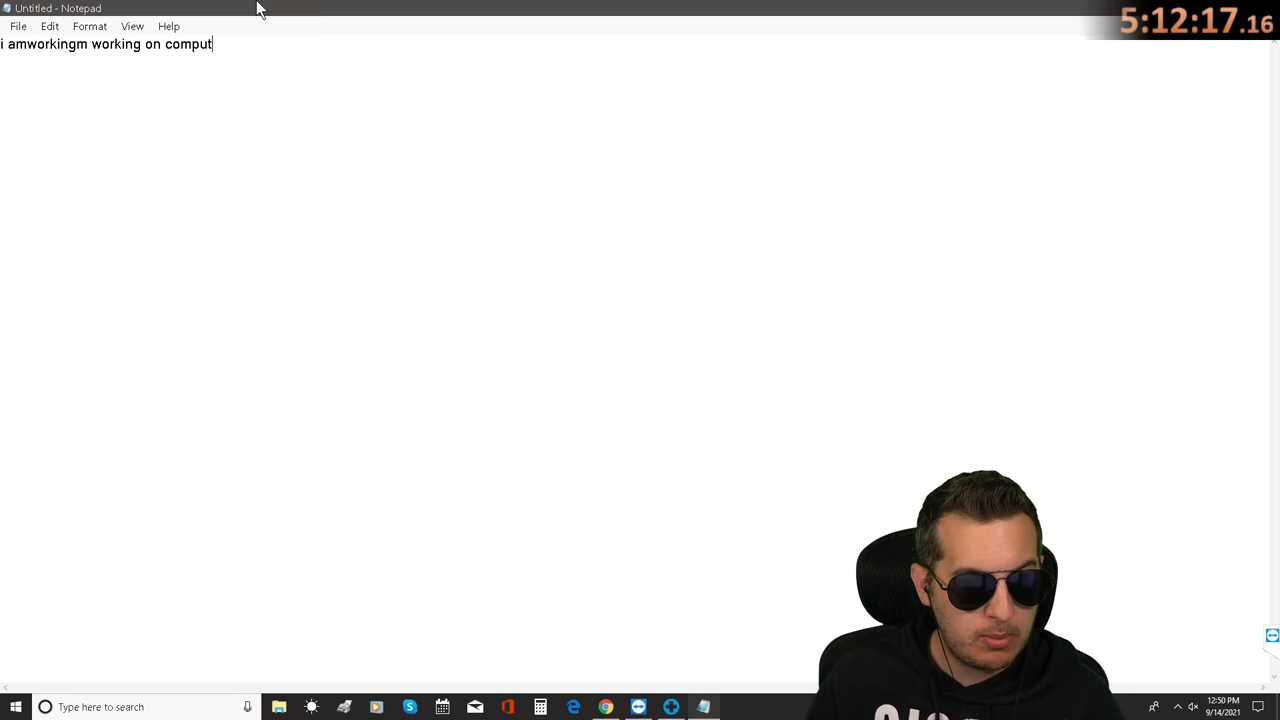 Untitled - Notepad
5:12:17.16
File Edit Format View Help
i amworkingm working on comput
Type here to search
12:50 PM
9/14/2021